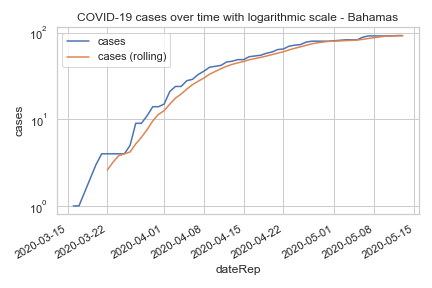 COVID-19 cases over time with logarithmic scale - Bahamas
cases
cases (rolling)
10²
10¹
10⁰
cases
2020-03-15
2020-03-22
2020-04-01
2020-04-08
2020-04-15
2020-04-22
2020-05-01
2020-05-08
2020-05-15
dateRep